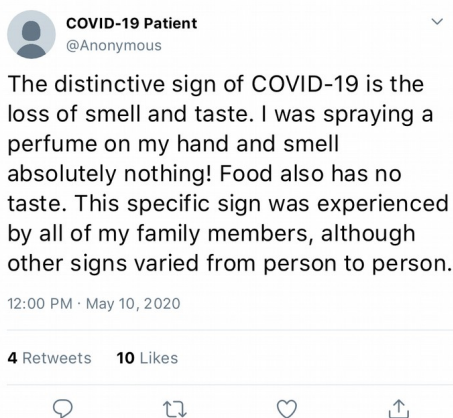 COVID-19 Patient
@Anonymous
The distinctive sign of COVID-19 is the
loss of smell and taste. I was spraying a
perfume on my hand and smell
absolutely nothing! Food also has no
taste. This specific sign was experienced
by all of my family members, although
other signs varied from person to person.
12:00 PM · May 10, 2020
4 Retweets 10 Likes